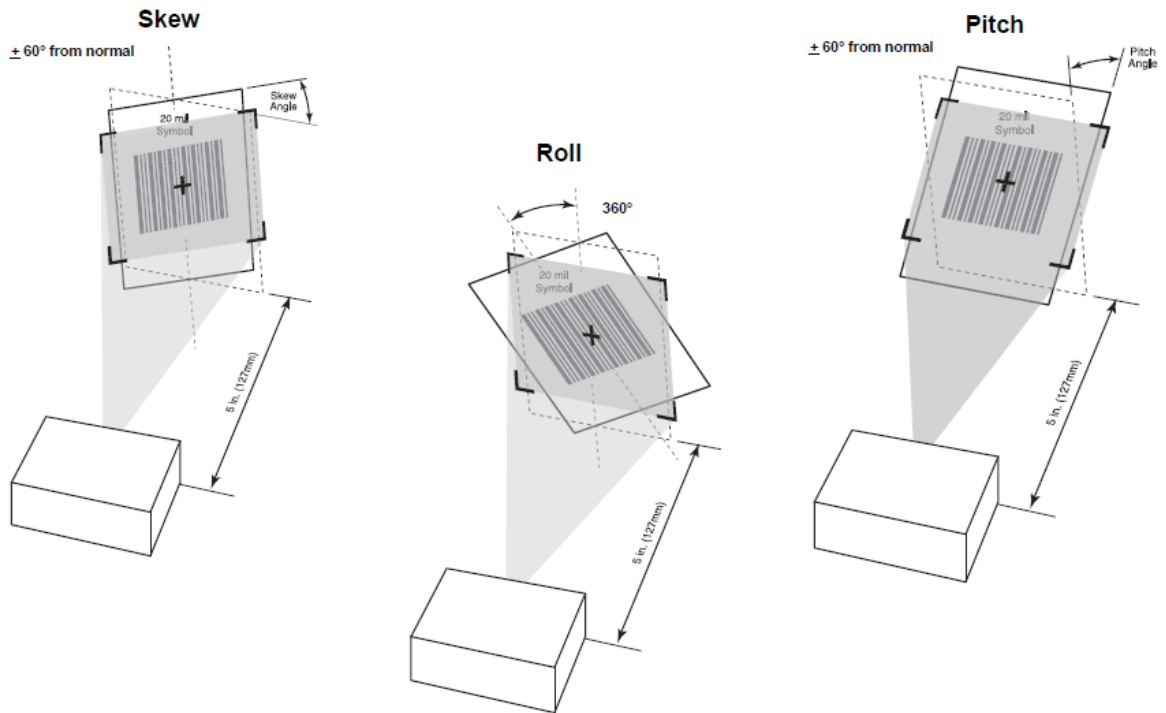 Skew
± 60° from normal
Skew
Angle
20 mil
Symbol
5 in. (127mm)
Roll
360°
20 mil
Symbol
5 in. (127mm)
Pitch
± 60° from normal
Pitch
Angle
20 mil
Symbol
5 in. (127mm)